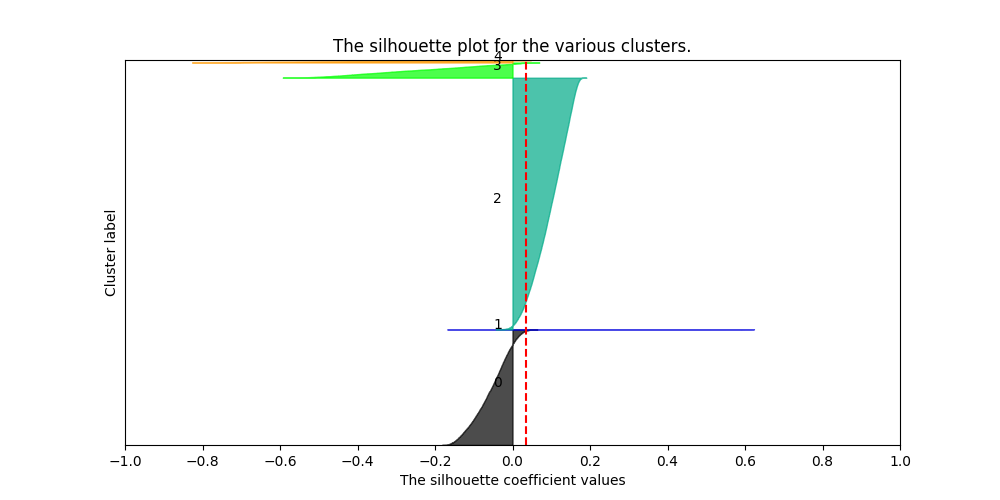 The silhouette plot for the various clusters.
4
3
2
1
0
Cluster label
−1.0 −0.8 −0.6 −0.4 −0.2 0.0 0.2 0.4 0.6 0.8 1.0
The silhouette coefficient values